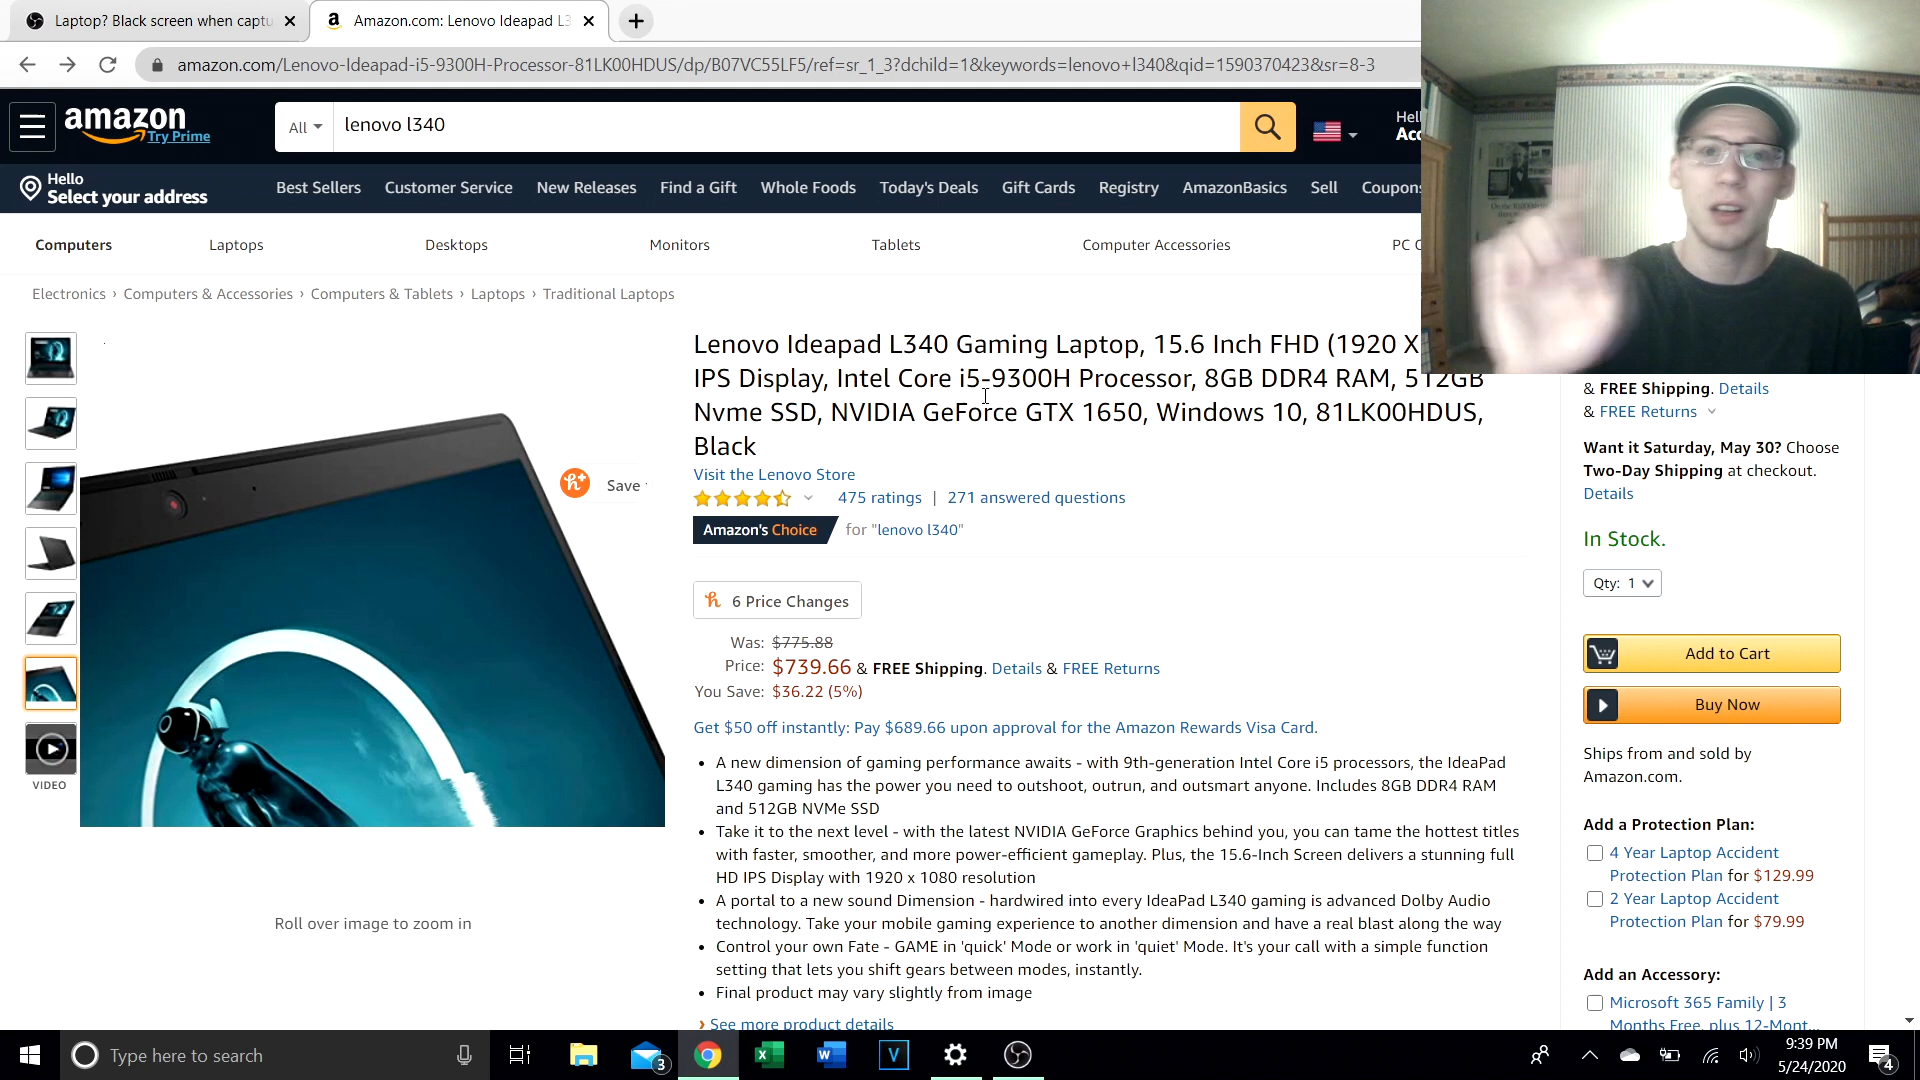 Laptop? Black screen when captu
Amazon.com: Lenovo Ideapad L3
amazon.com/Lenovo-Ideapad-i5-9300H-Processor-81LK00HDUS/dp/B07VC55LF5/ref=sr_1_3?dchild=1&keywords=lenovo+l340&qid=1590370423&sr=8-3
amazon
Try Prime
All
lenovo l340
Hel
Acc
Hello
Select your address
Best Sellers Customer Service New Releases Find a Gift Whole Foods Today's Deals Gift Cards Registry AmazonBasics Sell Coupons
Computers Laptops Desktops Monitors Tablets Computer Accessories PC C
Electronics › Computers & Accessories › Computers & Tablets › Laptops › Traditional Laptops
Save
VIDEO
Roll over image to zoom in
Lenovo Ideapad L340 Gaming Laptop, 15.6 Inch FHD (1920 X
IPS Display, Intel Core i5-9300H Processor, 8GB DDR4 RAM, 512GB
Nvme SSD, NVIDIA GeForce GTX 1650, Windows 10, 81LK00HDUS,
Black
Visit the Lenovo Store
475 ratings | 271 answered questions
Amazon's Choice for "lenovo l340"
6 Price Changes
Was: $775.88
Price: $739.66 & FREE Shipping. Details & FREE Returns
You Save: $36.22 (5%)
Get $50 off instantly: Pay $689.66 upon approval for the Amazon Rewards Visa Card.
• A new dimension of gaming performance awaits - with 9th-generation Intel Core i5 processors, the IdeaPad
L340 gaming has the power you need to outshoot, outrun, and outsmart anyone. Includes 8GB DDR4 RAM
and 512GB NVMe SSD
• Take it to the next level - with the latest NVIDIA GeForce Graphics behind you, you can tame the hottest titles
with faster, smoother, and more power-efficient gameplay. Plus, the 15.6-Inch Screen delivers a stunning full
HD IPS Display with 1920 x 1080 resolution
• A portal to a new sound Dimension - hardwired into every IdeaPad L340 gaming is advanced Dolby Audio
technology. Take your mobile gaming experience to another dimension and have a real blast along the way
• Control your own Fate - GAME in 'quick' Mode or work in 'quiet' Mode. It's your call with a simple function
setting that lets you shift gears between modes, instantly.
• Final product may vary slightly from image
› See more product details
& FREE Shipping. Details
& FREE Returns
Want it Saturday, May 30? Choose
Two-Day Shipping at checkout.
Details
In Stock.
Qty: 1
Add to Cart
Buy Now
Ships from and sold by
Amazon.com.
Add a Protection Plan:
4 Year Laptop Accident
Protection Plan for $129.99
2 Year Laptop Accident
Protection Plan for $79.99
Add an Accessory:
Microsoft 365 Family | 3
Months Free, plus 12-Mont...
Type here to search
3
9:39 PM
5/24/2020
4